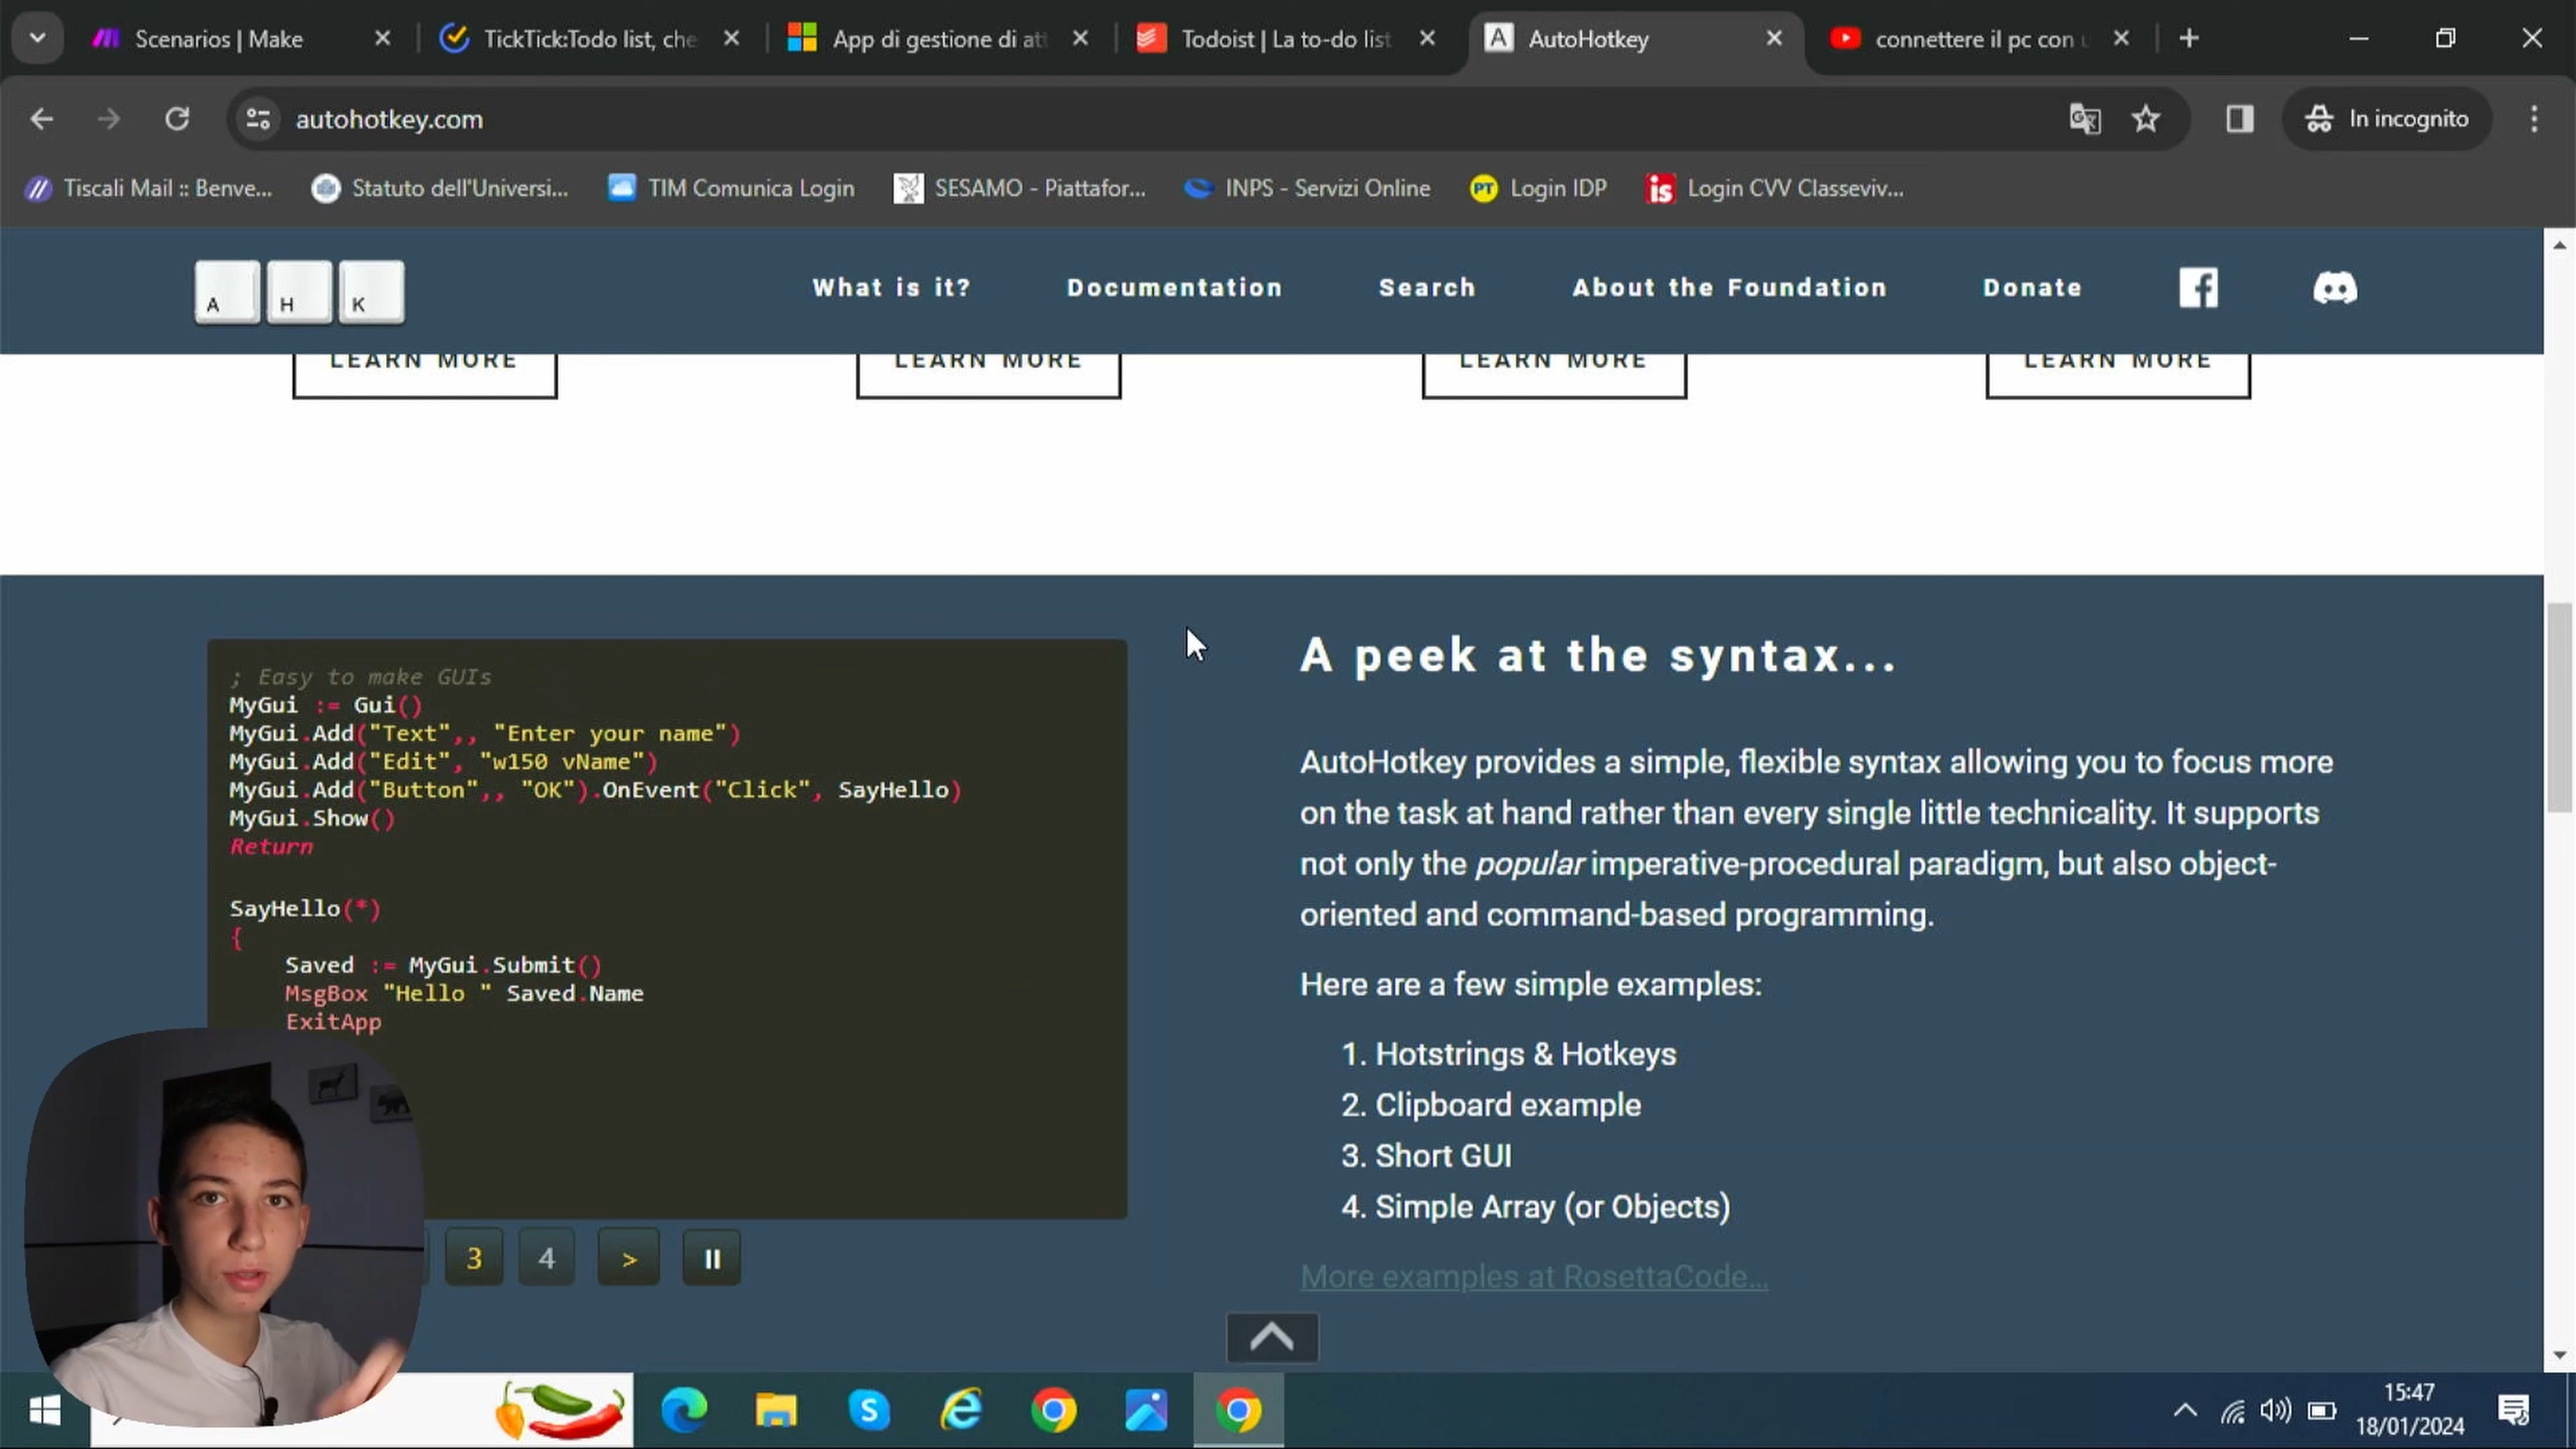 Scenarios | Make
TickTick:Todo list, che
App di gestione di att
Todoist | La to-do list
AutoHotkey
connettere il pc con u
autohotkey.com
In incognito
Tiscali Mail :: Benve...
Statuto dell'Universi...
TIM Comunica Login
SESAMO - Piattafor...
INPS - Servizi Online
PT
Login IDP
is
Login CVV Classeviv...
A H K
What is it?
Documentation
Search
About the Foundation
Donate
LEARN MORE
LEARN MORE
LEARN MORE
LEARN MORE
; Easy to make GUIs
MyGui := Gui()
MyGui.Add("Text",, "Enter your name")
MyGui.Add("Edit", "w150 vName")
MyGui.Add("Button",, "OK").OnEvent("Click", SayHello)
MyGui.Show()
Return
SayHello(*)
{
Saved := MyGui.Submit()
MsgBox "Hello " Saved.Name
ExitApp
3
4
>
A peek at the syntax...
AutoHotkey provides a simple, flexible syntax allowing you to focus more
on the task at hand rather than every single little technicality. It supports
not only the popular imperative-procedural paradigm, but also object-
oriented and command-based programming.
Here are a few simple examples:
1. Hotstrings & Hotkeys
2. Clipboard example
3. Short GUI
4. Simple Array (or Objects)
More examples at RosettaCode...
15:47
18/01/2024